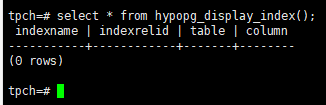 tpch=# select * from hypopg_display_index();
 indexname | indexrelid | table | column
-----------+------------+-------+--------
(0 rows)
tpch=#